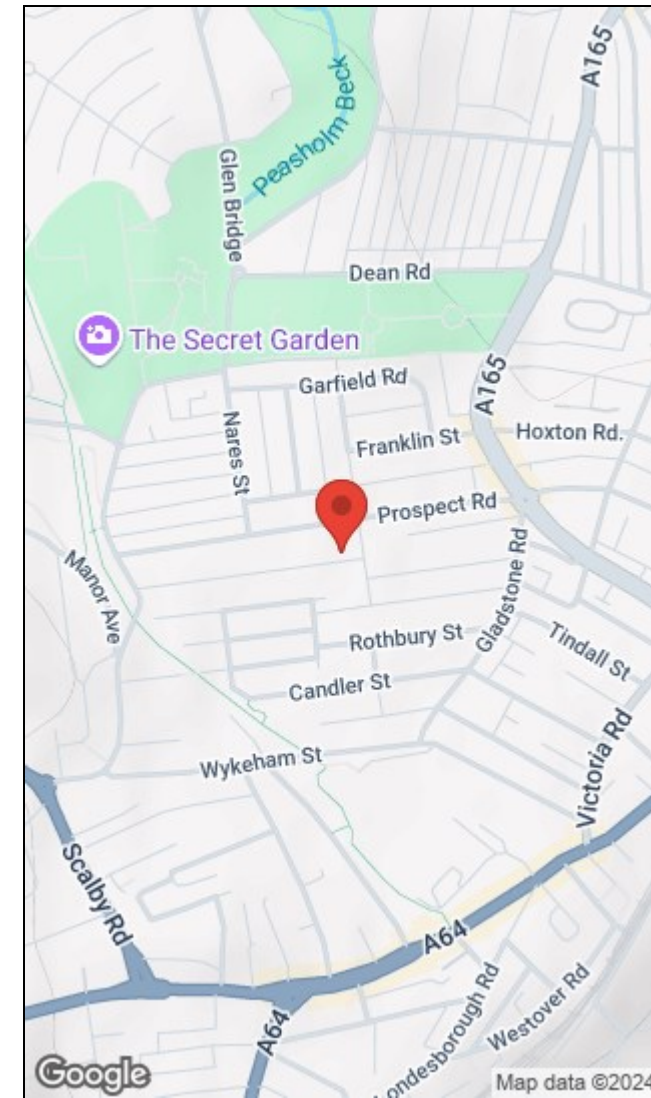 A165
Peasholm Beck
Glen Bridge
Dean Rd
The Secret Garden
Garfield Rd
A165
Nares St
Franklin St
Hoxton Rd.
Prospect Rd
Manor Ave
Gladstone Rd
Rothbury St
Tindall St
Candler St
Wykeham St
Victoria Rd
Scalby Rd
A64
A64
Londesborough Rd
Westover Rd
Google
Map data ©2024